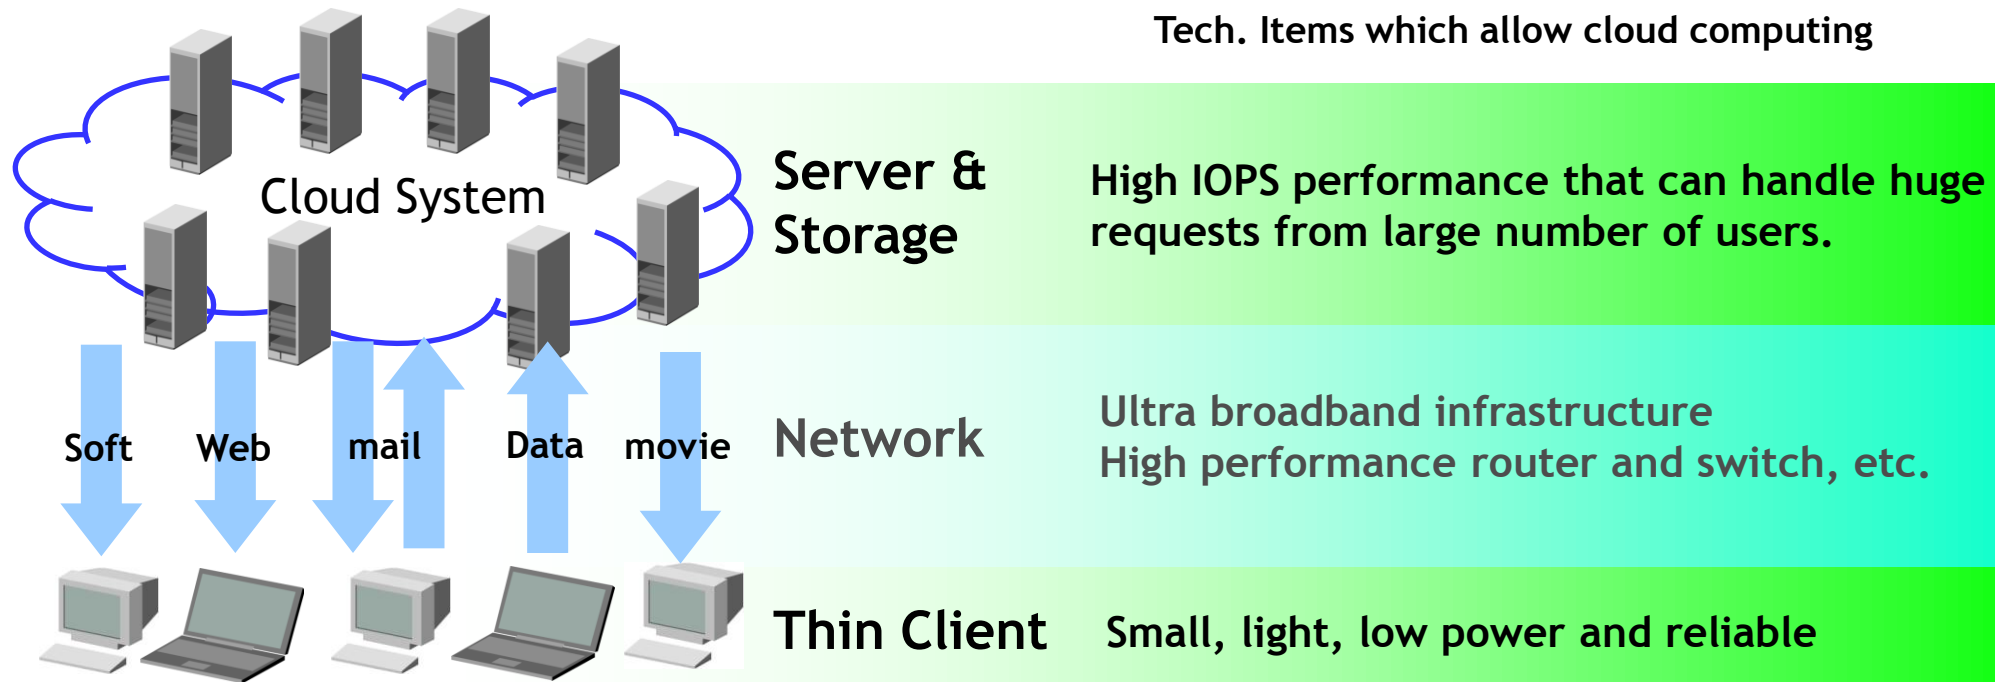 Tech. Items which allow cloud computing
Cloud System
Server &
Storage
High IOPS performance that can handle huge
requests from large number of users.
Soft
Web
mail
Data
movie
Network
Ultra broadband infrastructure
High performance router and switch, etc.
Thin Client
Small, light, low power and reliable